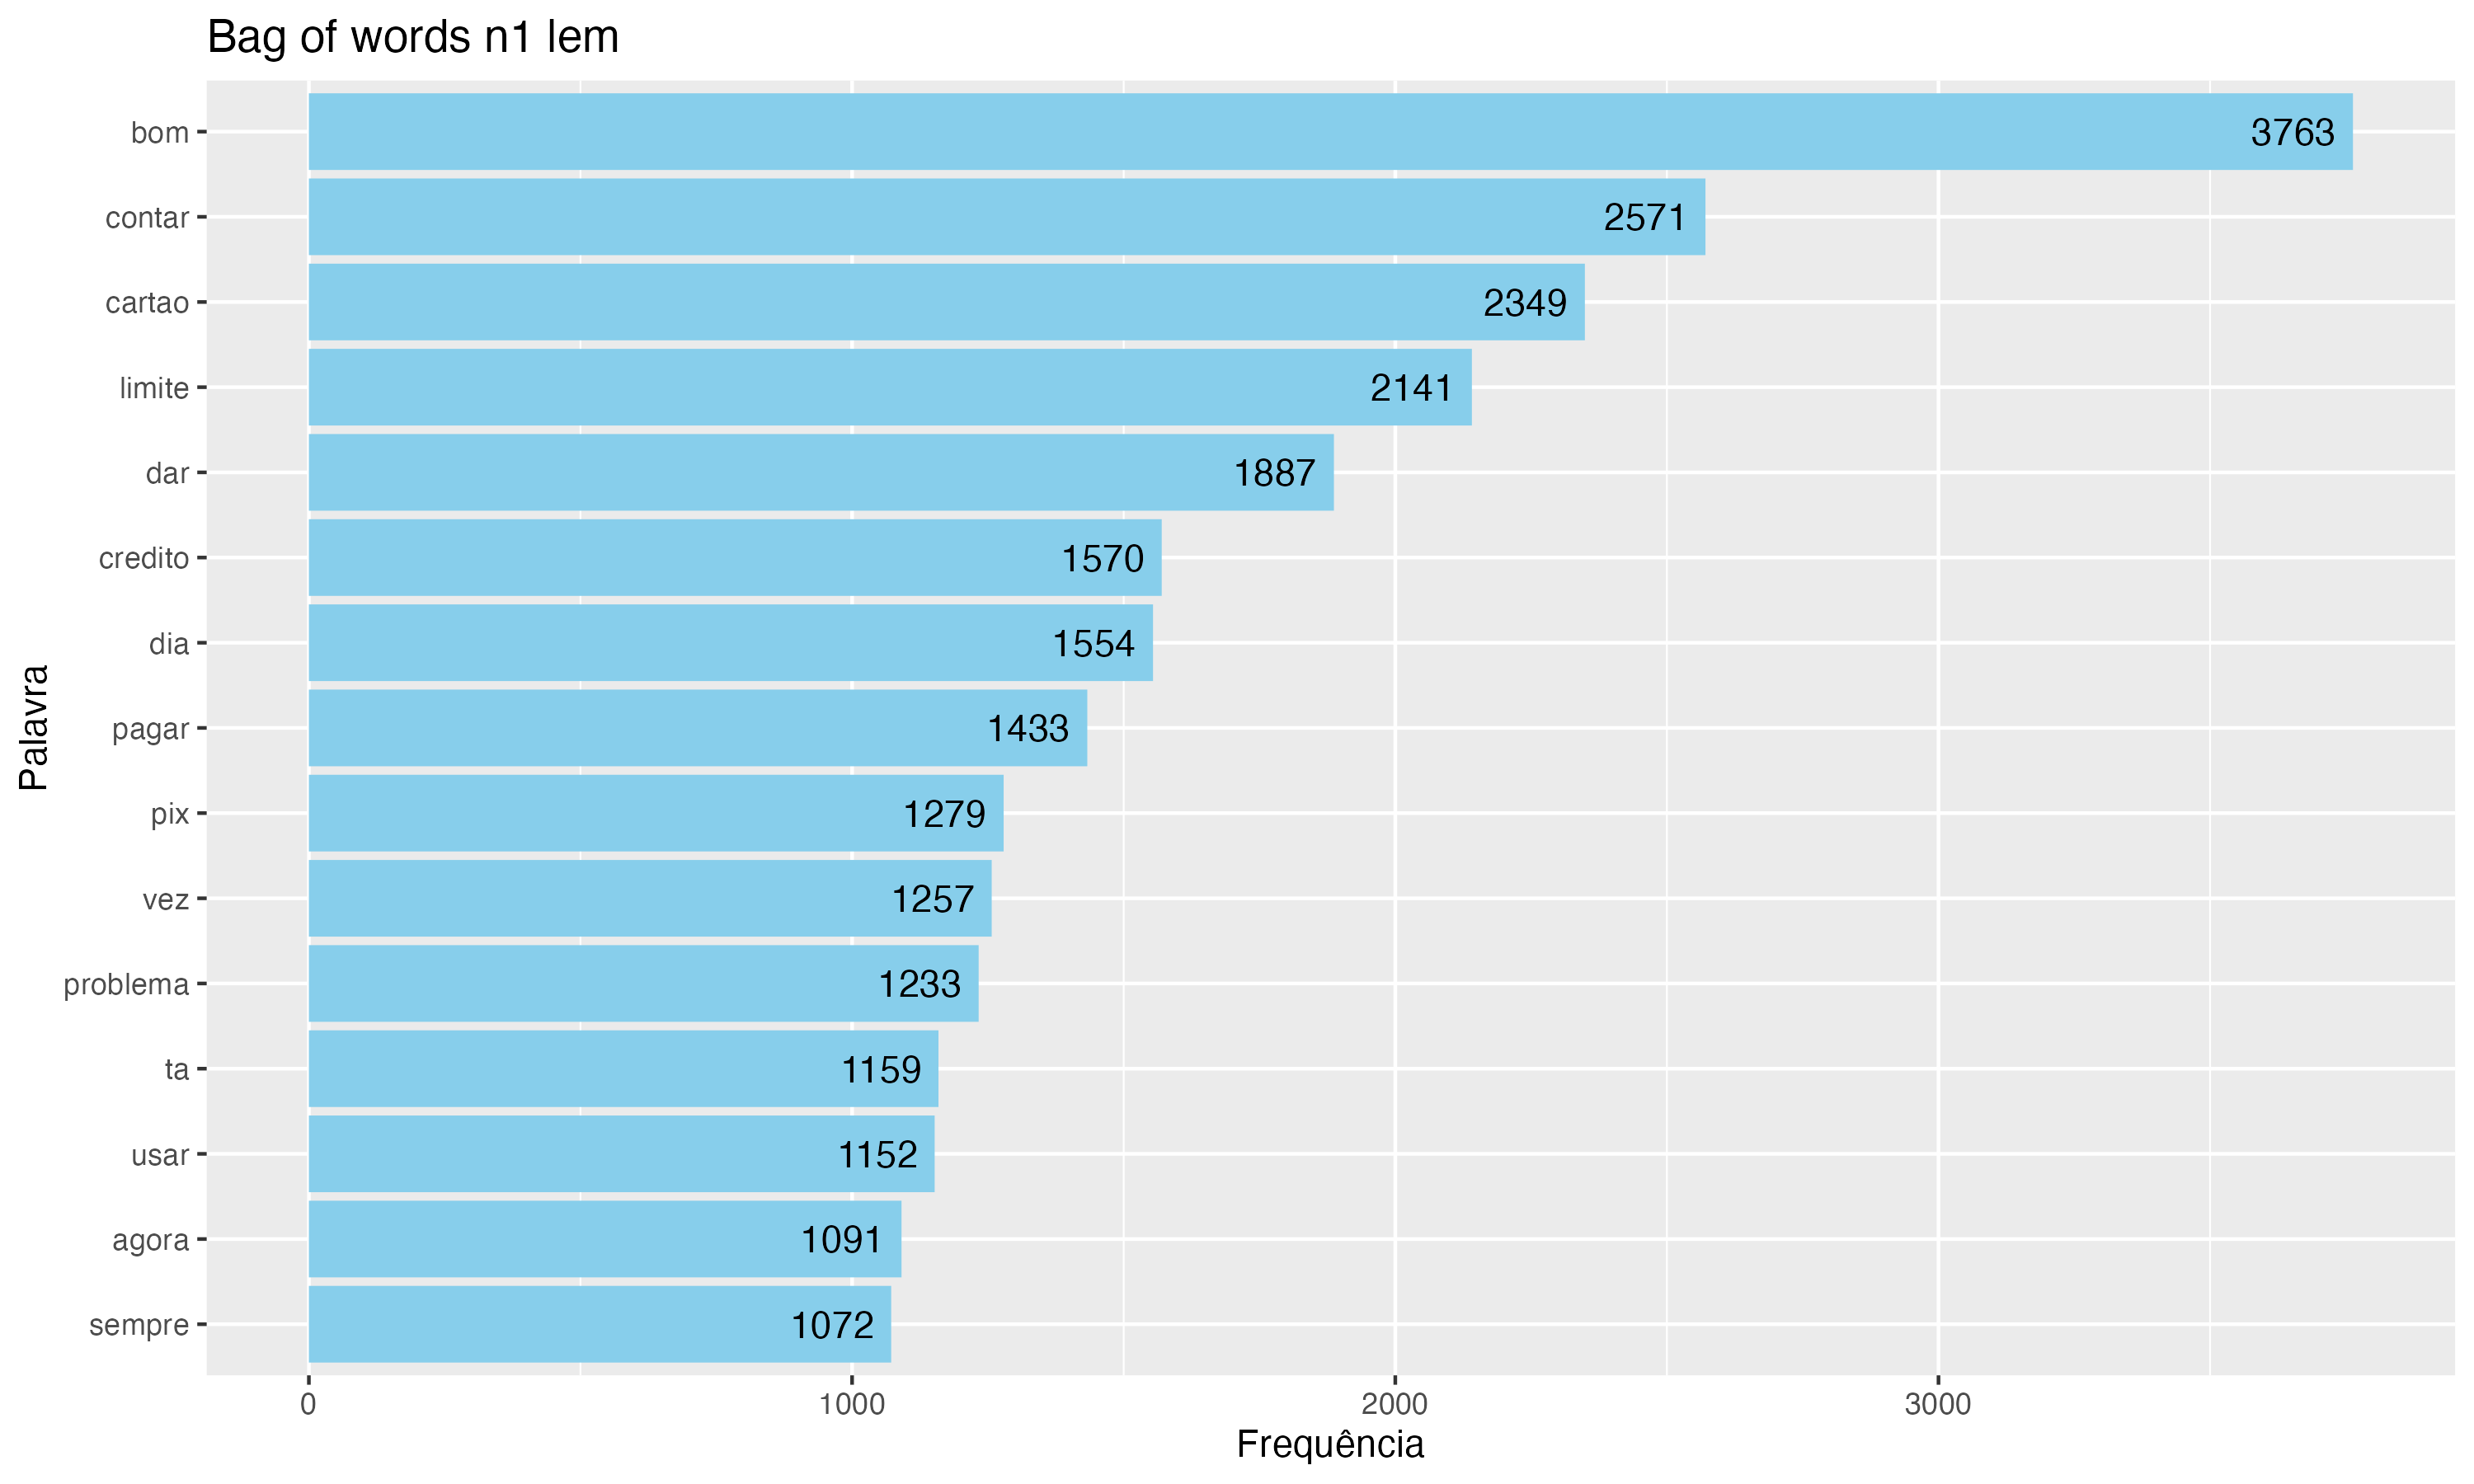 Bag of words n1 lem
bom 3763
contar 2571
cartao 2349
limite 2141
dar 1887
credito 1570
dia 1554
pagar 1433
pix 1279
vez 1257
problema 1233
ta 1159
usar 1152
agora 1091
sempre 1072
0 1000 2000 3000
Frequência
Palavra